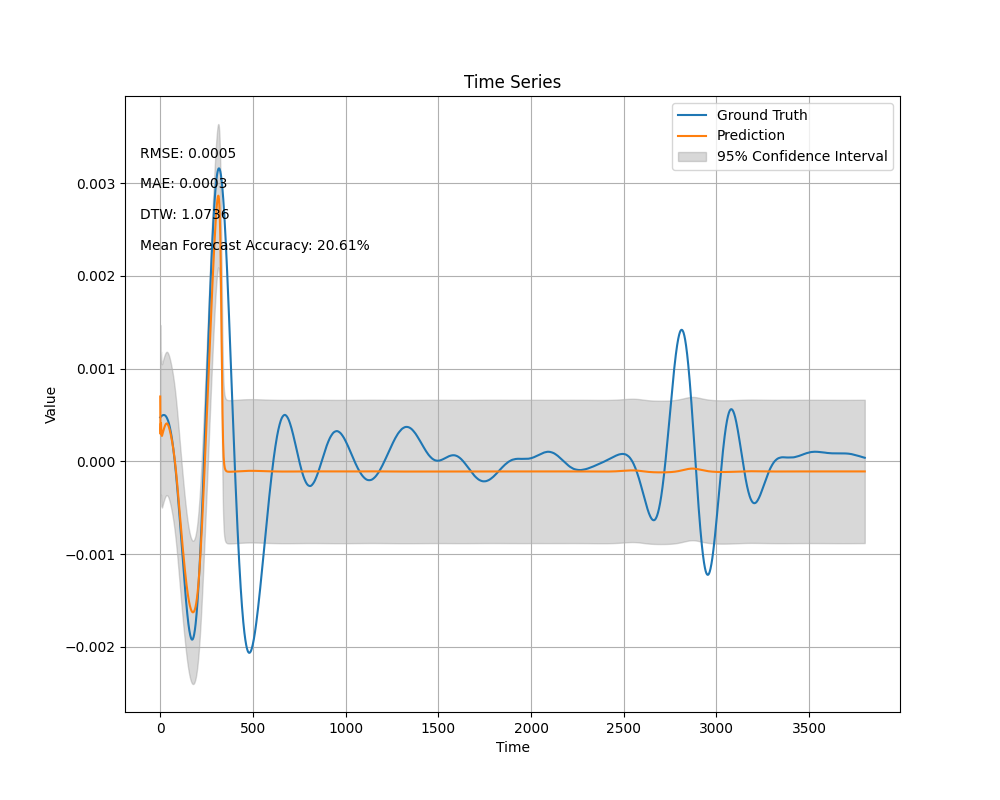 Time Series
Ground Truth
Prediction
95% Confidence Interval
RMSE: 0.0005
MAE: 0.0003
DTW: 1.0736
Mean Forecast Accuracy: 20.61%
Value
0.003
0.002
0.001
0.000
−0.001
−0.002
0 500 1000 1500 2000 2500 3000 3500
Time